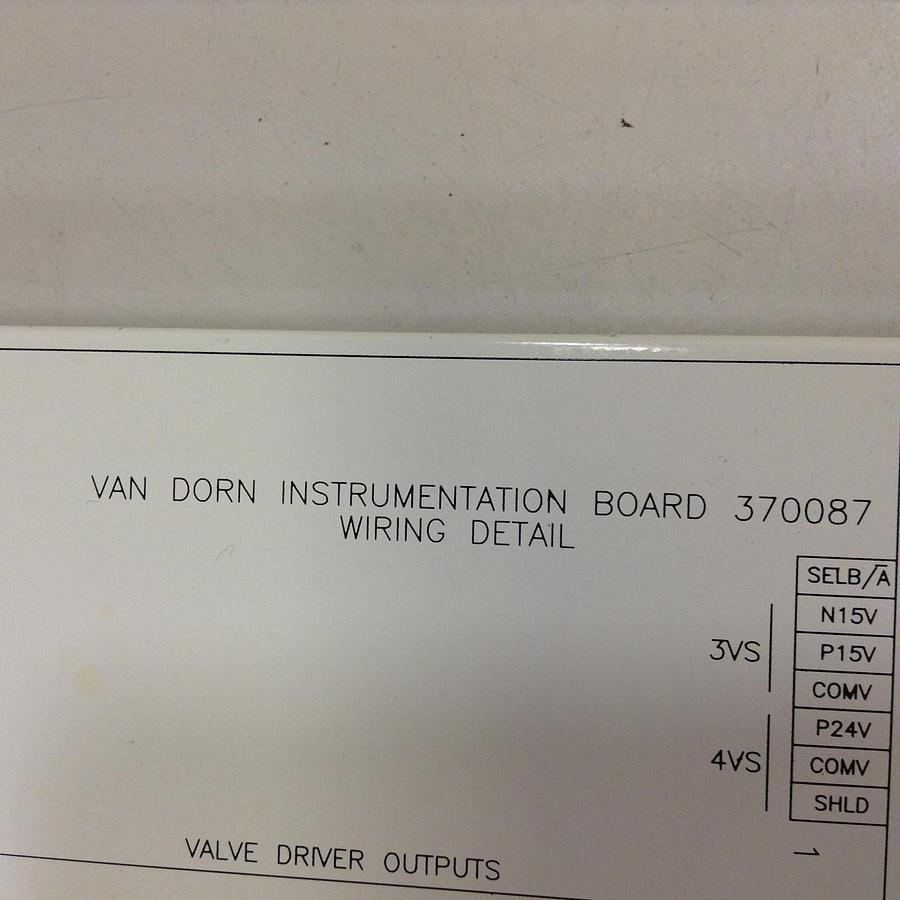 VAN DORN INSTRUMENTATION BOARD 370087
WIRING DETAIL
SELB/A̅
N15V
3VS
P15V
COMV
P24V
4VS
COMV
SHLD
1
VALVE DRIVER OUTPUTS